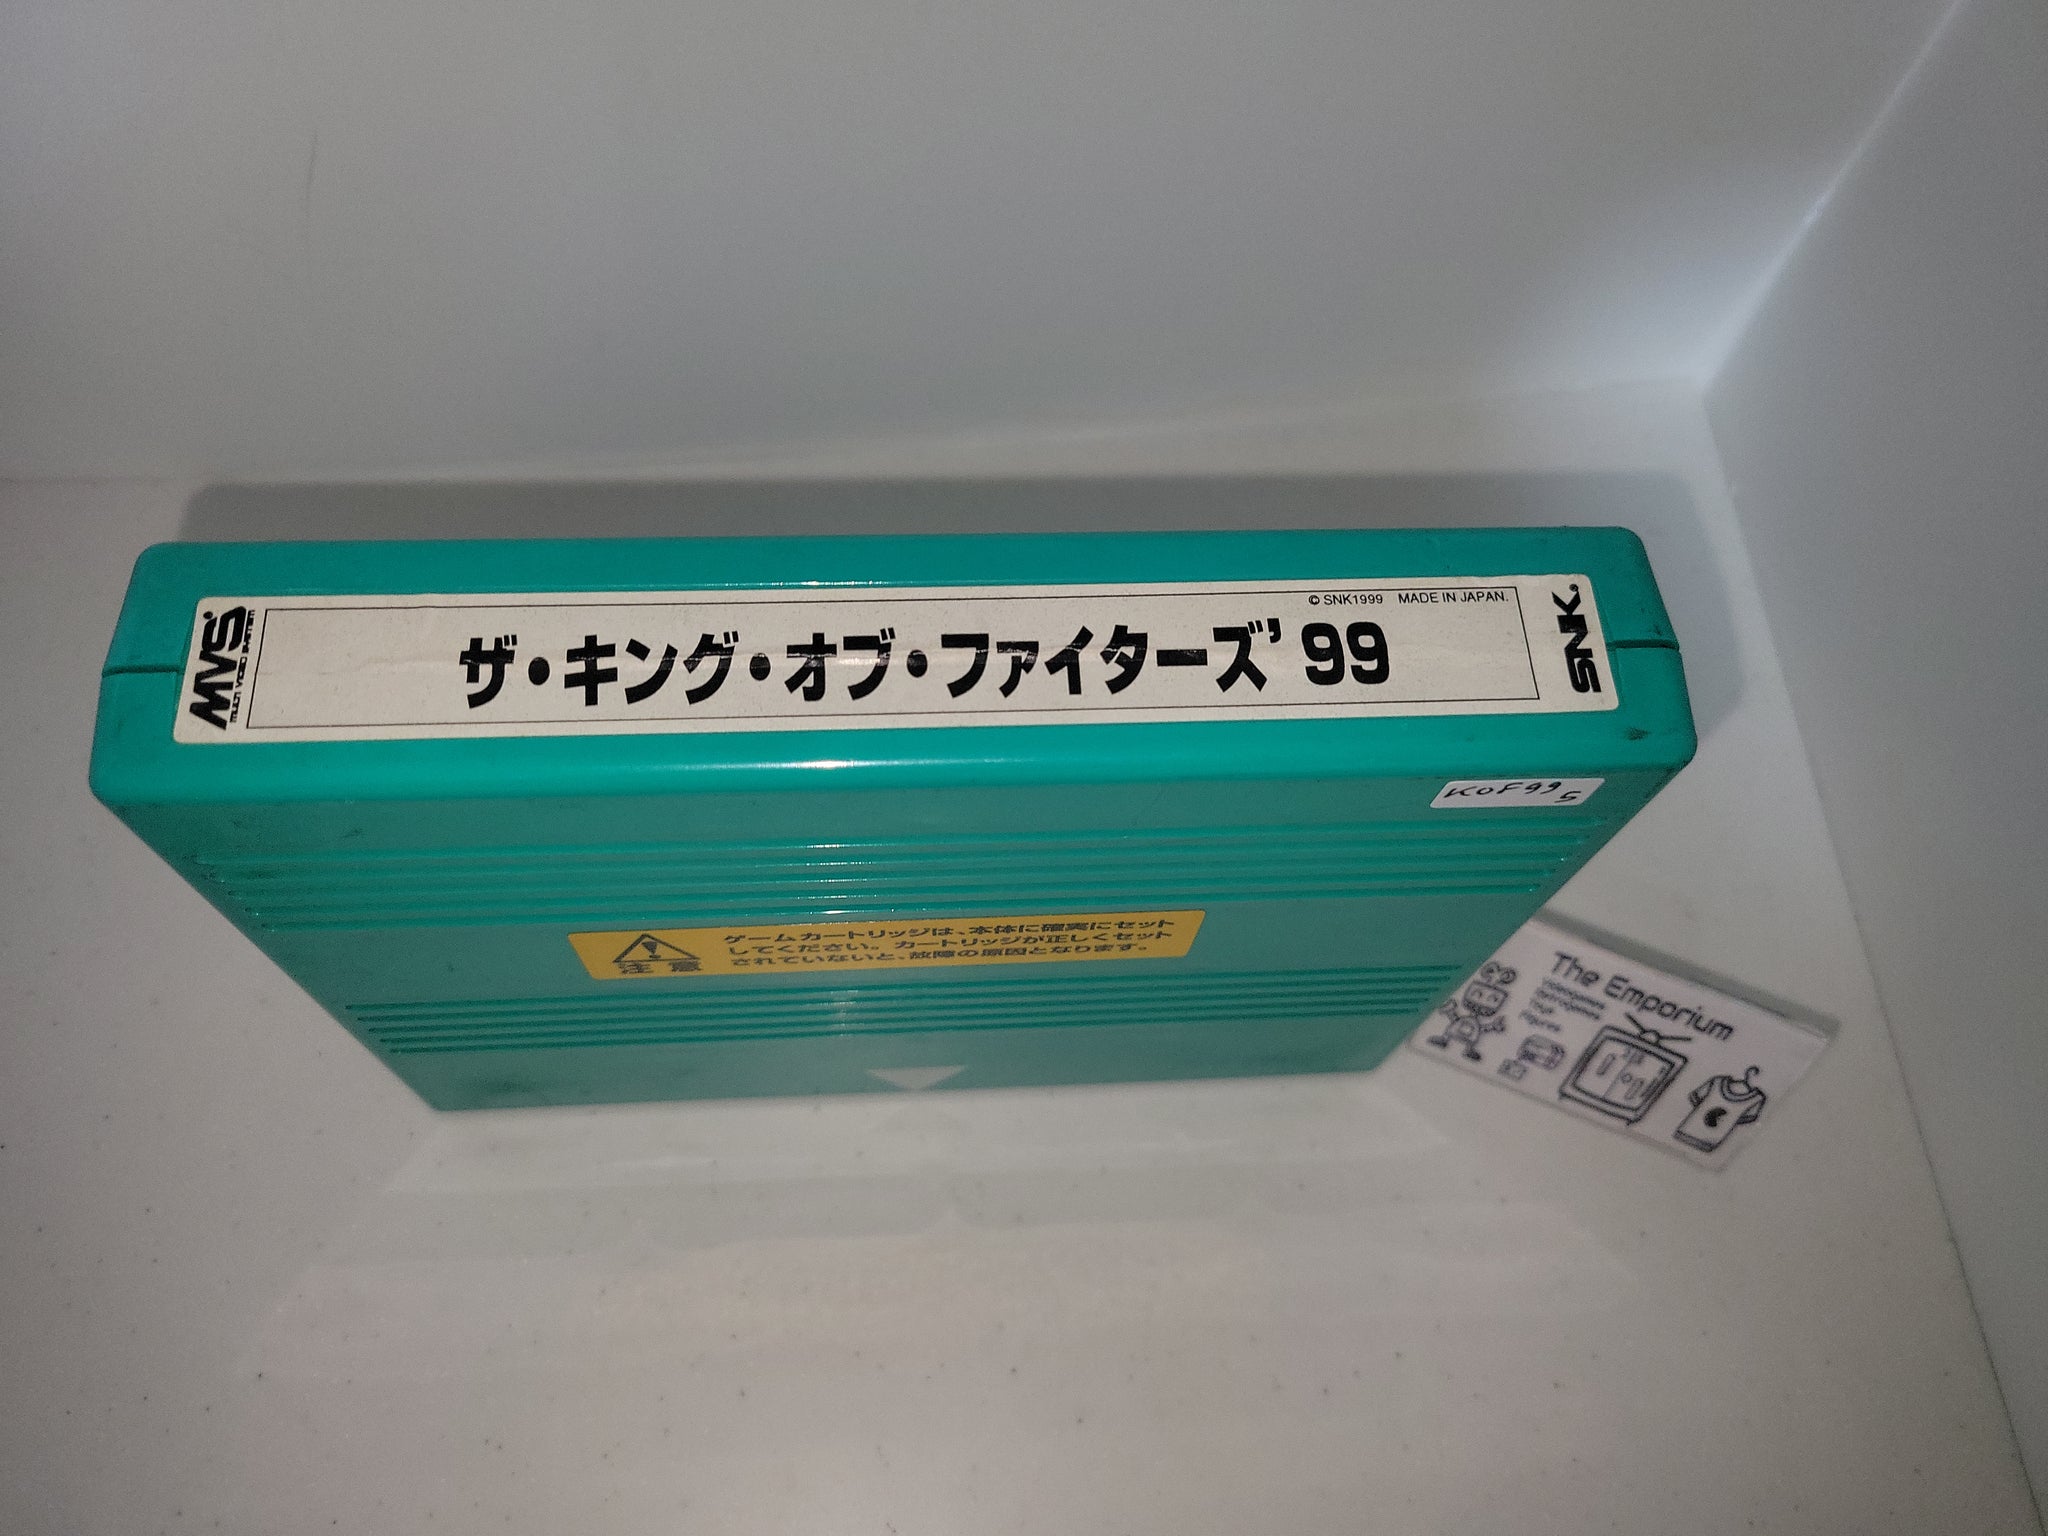 MVS
MULTI VIDEO SYSTEM
© SNK1999 MADE IN JAPAN.
ザ・キング・オブ・ファイターズ'99
SNK.
KOF99 5
注意
ゲームカートリッジは、本体に確実にセット
してください。カートリッジが正しくセット
されていないと、故障の原因となります。
The Emporium